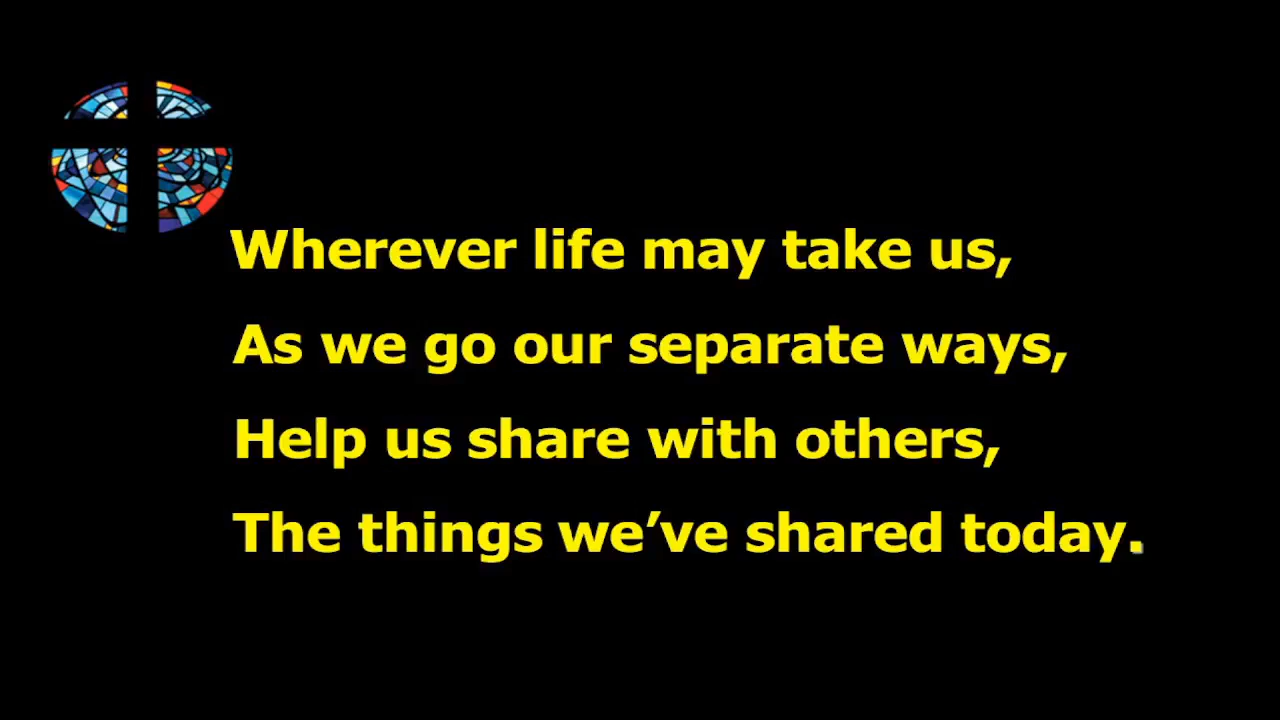 Wherever life may take us,
As we go our separate ways,
Help us share with others,
The things we’ve shared today.